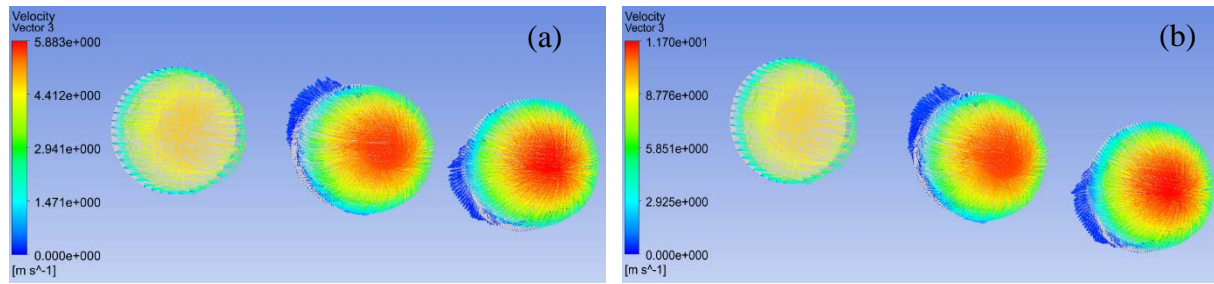 Velocity
Vector 3
(a)
5.883e+000
4.412e+000
2.941e+000
1.471e+000
0.000e+000
[m s^-1]
Velocity
Vector 3
(b)
1.170e+001
8.776e+000
5.851e+000
2.925e+000
0.000e+000
[m s^-1]